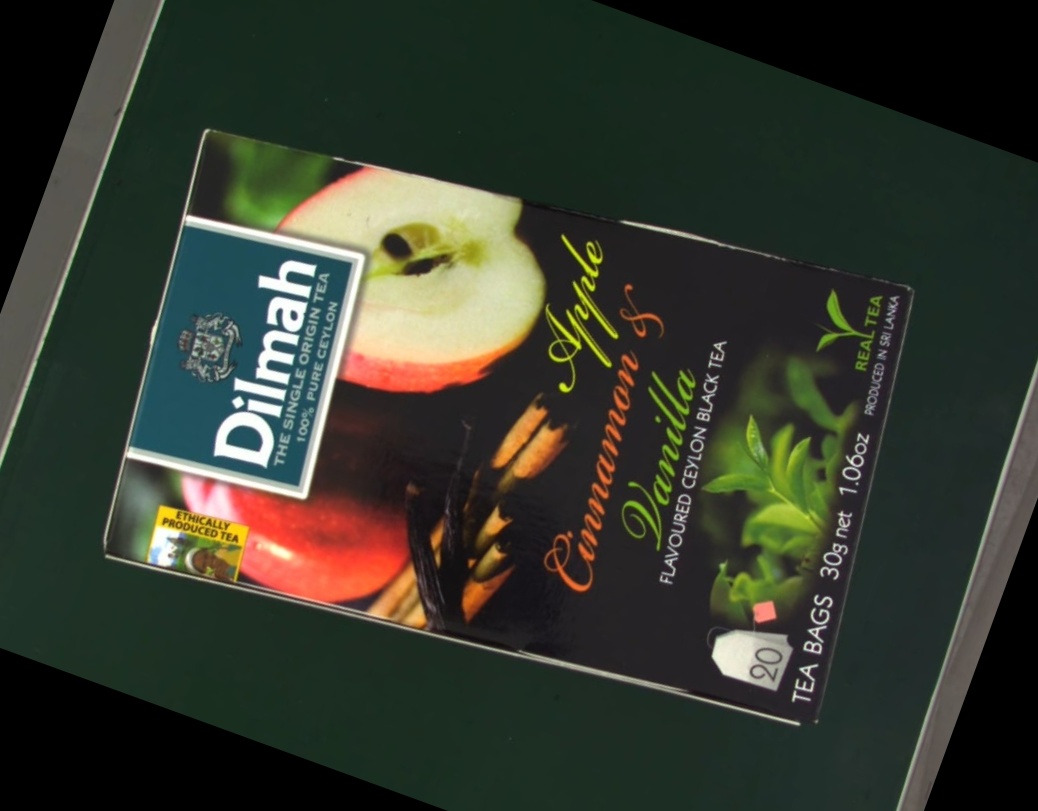 Dilmah
THE SINGLE ORIGIN TEA
100% PURE CEYLON
ETHICALLY
PRODUCED TEA
Apple
Cinnamon &
Vanilla
FLAVOURED CEYLON BLACK TEA
REAL TEA
PRODUCED IN SRI LANKA
20
TEA BAGS 30g net 1.06oz